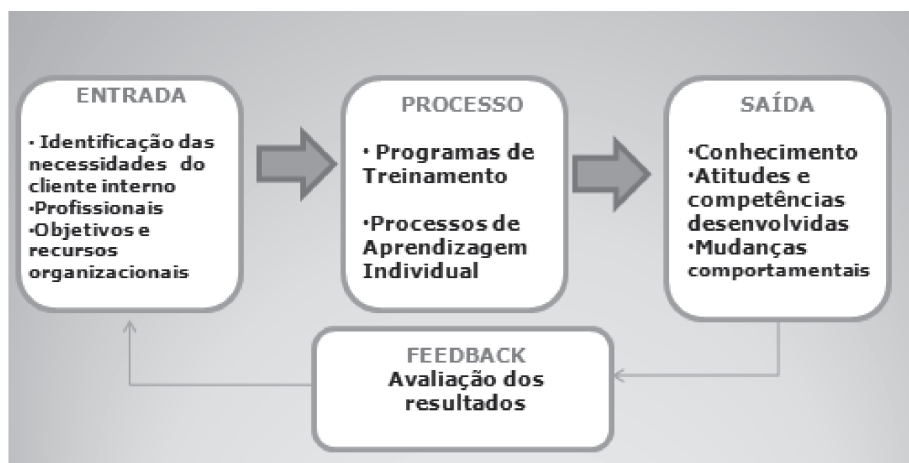 ENTRADA
• Identificação das
necessidades do
cliente interno
•Profissionais
•Objetivos e
recursos
organizacionais
PROCESSO
• Programas de
Treinamento
•Processos de
Aprendizagem
Individual
SAÍDA
•Conhecimento
•Atitudes e
competências
desenvolvidas
•Mudanças
comportamentais
FEEDBACK
Avaliação dos
resultados